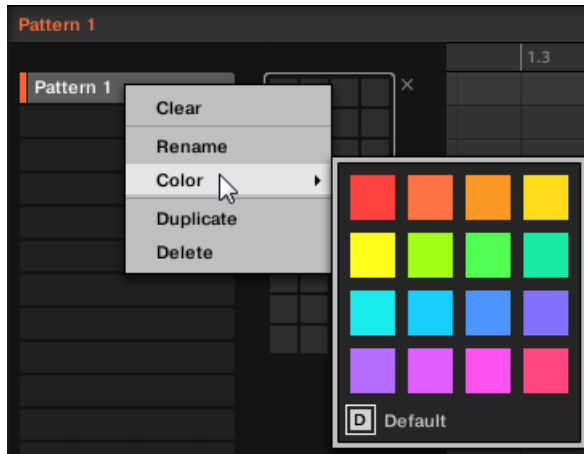 Pattern 1
1.3
Pattern 1
Clear
Rename
Color
Duplicate
Delete
D Default